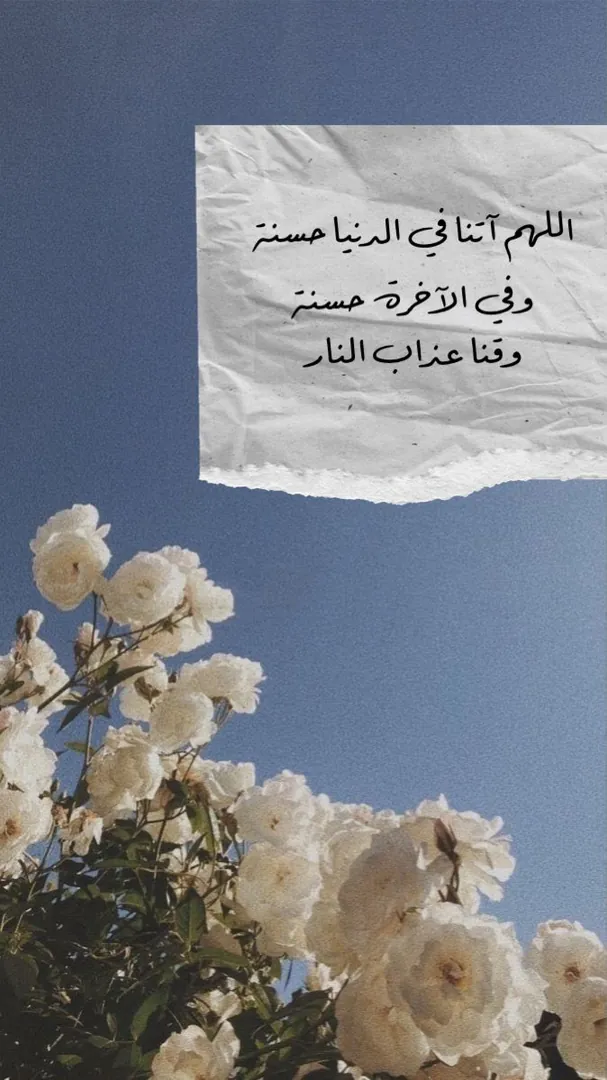 اللهم آتنا في الدنيا حسنة
وفي الآخرة حسنة
وقنا عذاب النار